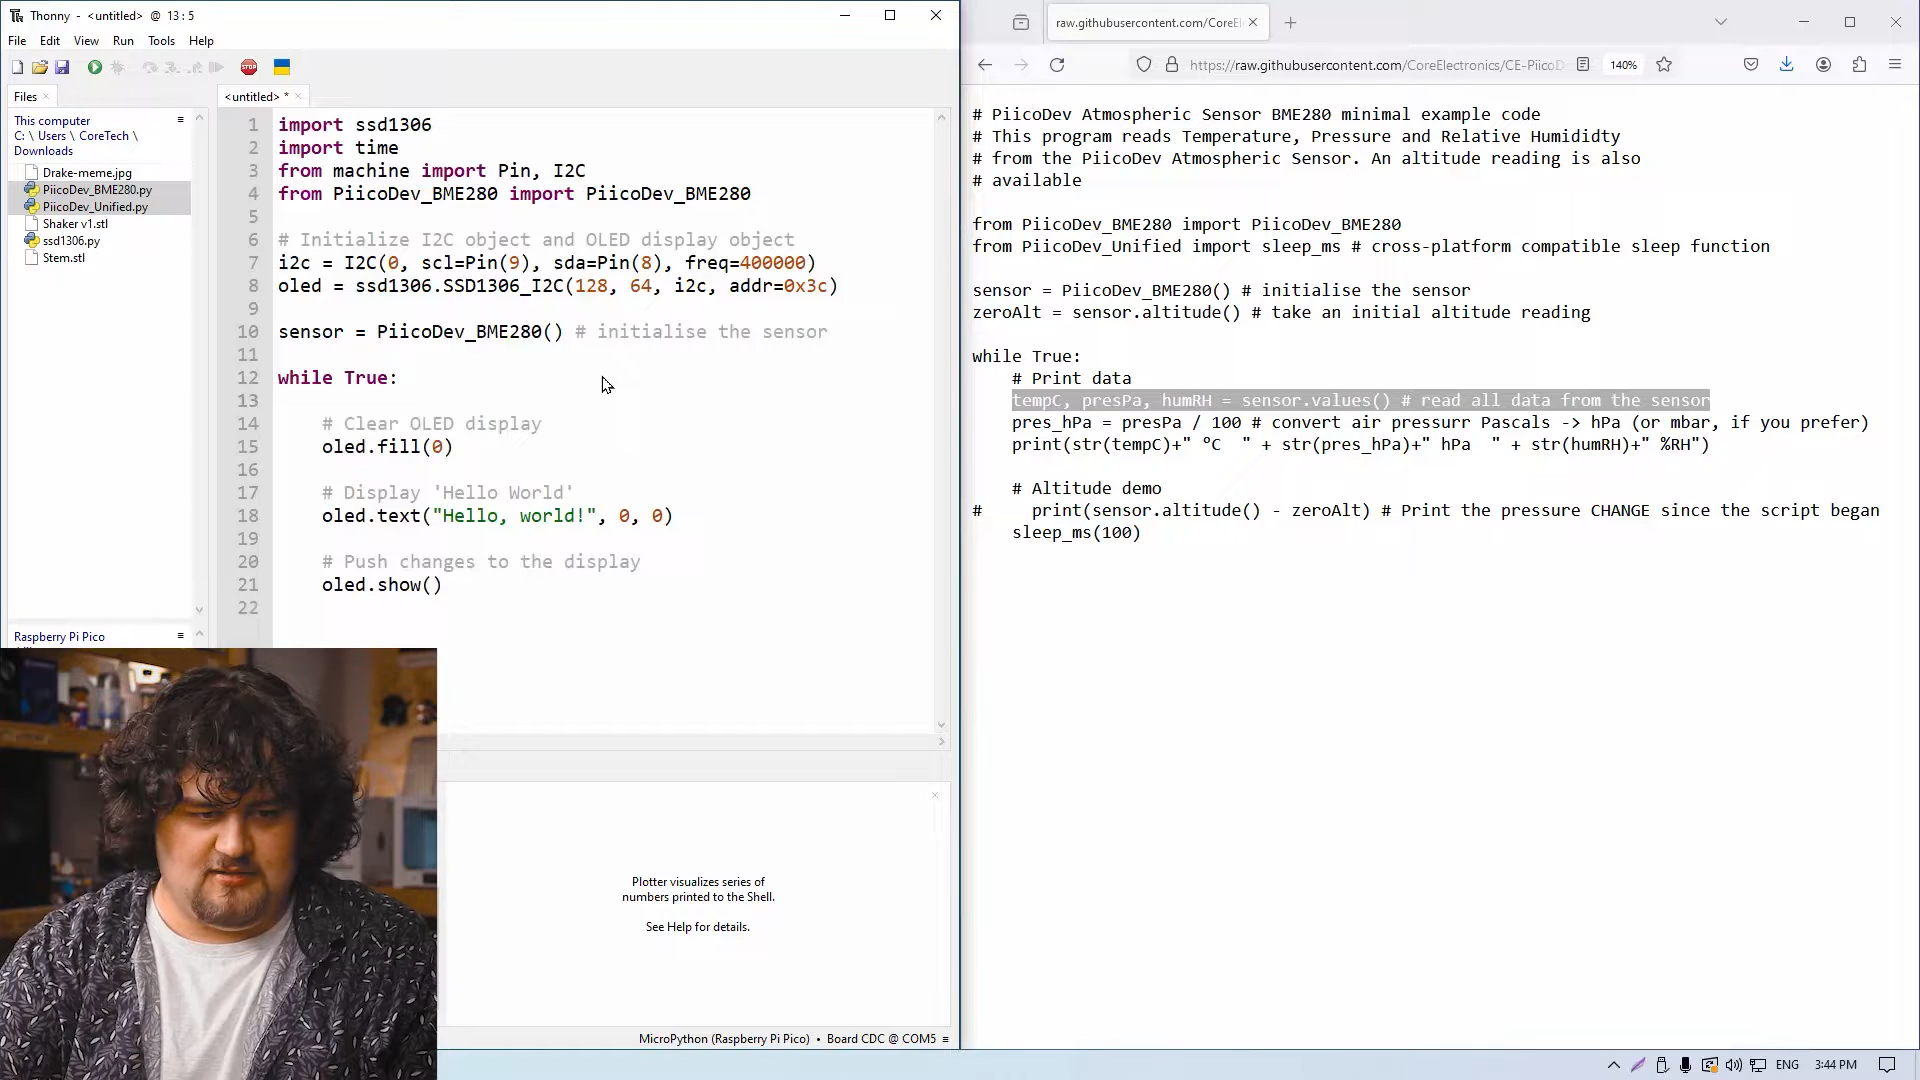 Thonny - <untitled> @ 13 : 5
File Edit View Run Tools Help
STOP
Files
This computer
C: \ Users \ CoreTech \
Downloads
Drake-meme.jpg
PiicoDev_BME280.py
PiicoDev_Unified.py
Shaker v1.stl
ssd1306.py
Stem.stl
Raspberry Pi Pico
<untitled> *
1 import ssd1306
2 import time
3 from machine import Pin, I2C
4 from PiicoDev_BME280 import PiicoDev_BME280
5
6 # Initialize I2C object and OLED display object
7 i2c = I2C(0, scl=Pin(9), sda=Pin(8), freq=400000)
8 oled = ssd1306.SSD1306_I2C(128, 64, i2c, addr=0x3c)
9
10 sensor = PiicoDev_BME280() # initialise the sensor
11
12 while True:
13
14 # Clear OLED display
15 oled.fill(0)
16
17 # Display 'Hello World'
18 oled.text("Hello, world!", 0, 0)
19
20 # Push changes to the display
21 oled.show()
22
Plotter visualizes series of
numbers printed to the Shell.
See Help for details.
MicroPython (Raspberry Pi Pico) • Board CDC @ COM5
raw.githubusercontent.com/CoreEl
https://raw.githubusercontent.com/CoreElectronics/CE-PiicoD
140%
# PiicoDev Atmospheric Sensor BME280 minimal example code
# This program reads Temperature, Pressure and Relative Humididty
# from the PiicoDev Atmospheric Sensor. An altitude reading is also
# available
from PiicoDev_BME280 import PiicoDev_BME280
from PiicoDev_Unified import sleep_ms # cross-platform compatible sleep function
sensor = PiicoDev_BME280() # initialise the sensor
zeroAlt = sensor.altitude() # take an initial altitude reading
while True:
# Print data
tempC, presPa, humRH = sensor.values() # read all data from the sensor
pres_hPa = presPa / 100 # convert air pressurr Pascals -> hPa (or mbar, if you prefer)
print(str(tempC)+" °C  " + str(pres_hPa)+" hPa  " + str(humRH)+" %RH")
# Altitude demo
# print(sensor.altitude() - zeroAlt) # Print the pressure CHANGE since the script began
sleep_ms(100)
ENG 3:44 PM